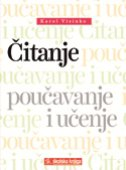 Karol Visinko
Čitanje
poučavanje
i učenje
školska knjiga